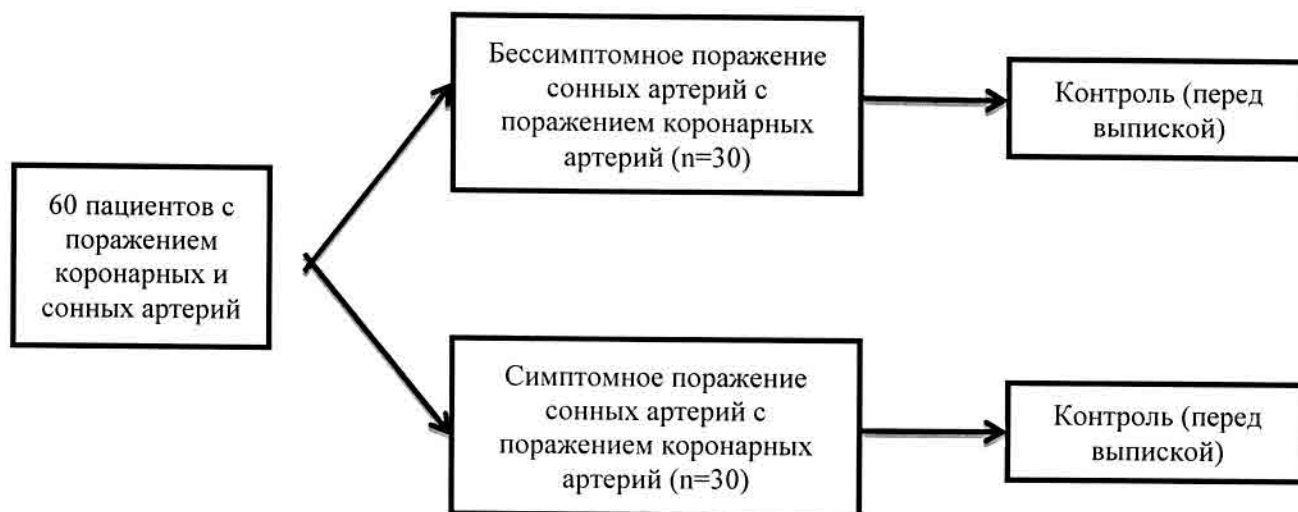 60 пациентов с
поражением
коронарных и
сонных артерий
Бессимптомное поражение
сонных артерий с
поражением коронарных
артерий (n=30)
Контроль (перед
выпиской)
Симптомное поражение
сонных артерий с
поражением коронарных
артерий (n=30)
Контроль (перед
выпиской)